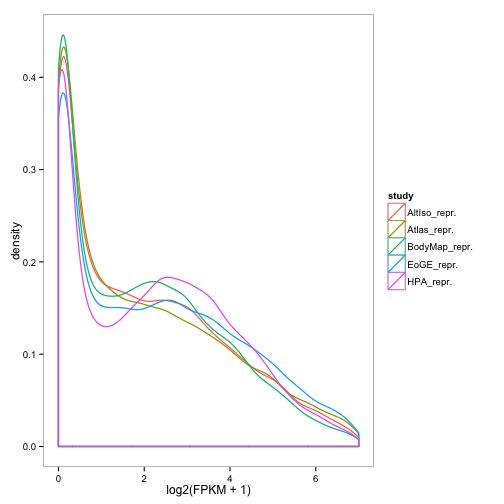 0.4
0.3
0.2
0.1
0.0
density
0 2 4 6
log2(FPKM + 1)
study
AltIso_repr.
Atlas_repr.
BodyMap_repr.
EoGE_repr.
HPA_repr.